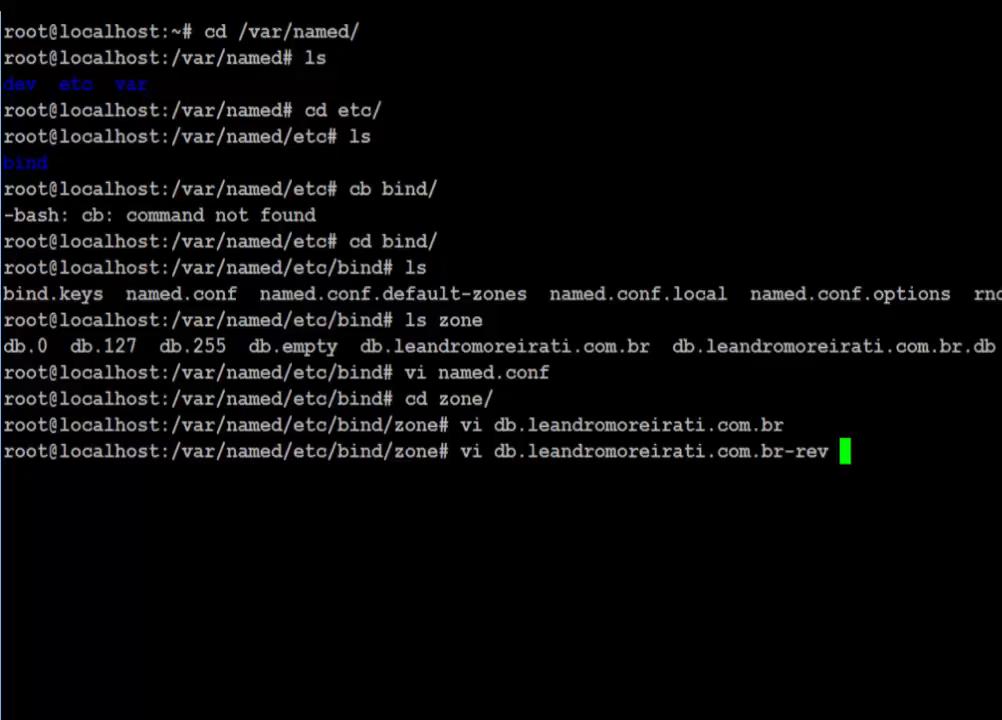 root@localhost:~# cd /var/named/
root@localhost:/var/named# ls
dev  etc  var
root@localhost:/var/named# cd etc/
root@localhost:/var/named/etc# ls
bind
root@localhost:/var/named/etc# cb bind/
-bash: cb: command not found
root@localhost:/var/named/etc# cd bind/
root@localhost:/var/named/etc/bind# ls
bind.keys  named.conf  named.conf.default-zones  named.conf.local  named.conf.options
root@localhost:/var/named/etc/bind# ls zone
db.0  db.127  db.255  db.empty  db.leandromoreirati.com.br  db.leandromoreirati.com.br.db
root@localhost:/var/named/etc/bind# vi named.conf
root@localhost:/var/named/etc/bind# cd zone/
root@localhost:/var/named/etc/bind/zone# vi db.leandromoreirati.com.br
root@localhost:/var/named/etc/bind/zone# vi db.leandromoreirati.com.br-rev